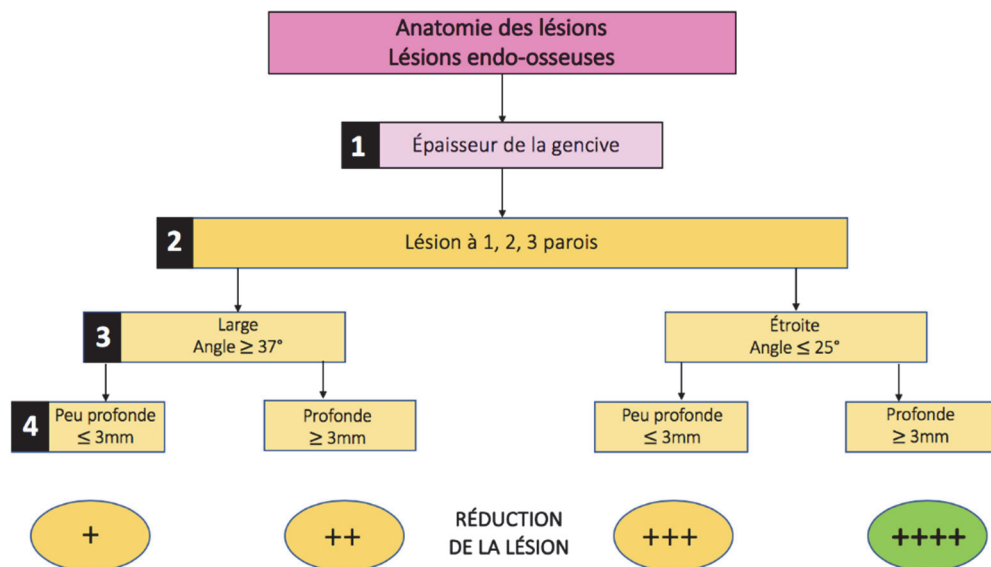 Anatomie des lésions
Lésions endo-osseuses
1
Épaisseur de la gencive
2
Lésion à 1, 2, 3 parois
3
Large
Angle ≥ 37°
Étroite
Angle ≤ 25°
4
Peu profonde
≤ 3mm
Profonde
≥ 3mm
Peu profonde
≤ 3mm
Profonde
≥ 3mm
+
++
RÉDUCTION
DE LA LÉSION
+++
++++